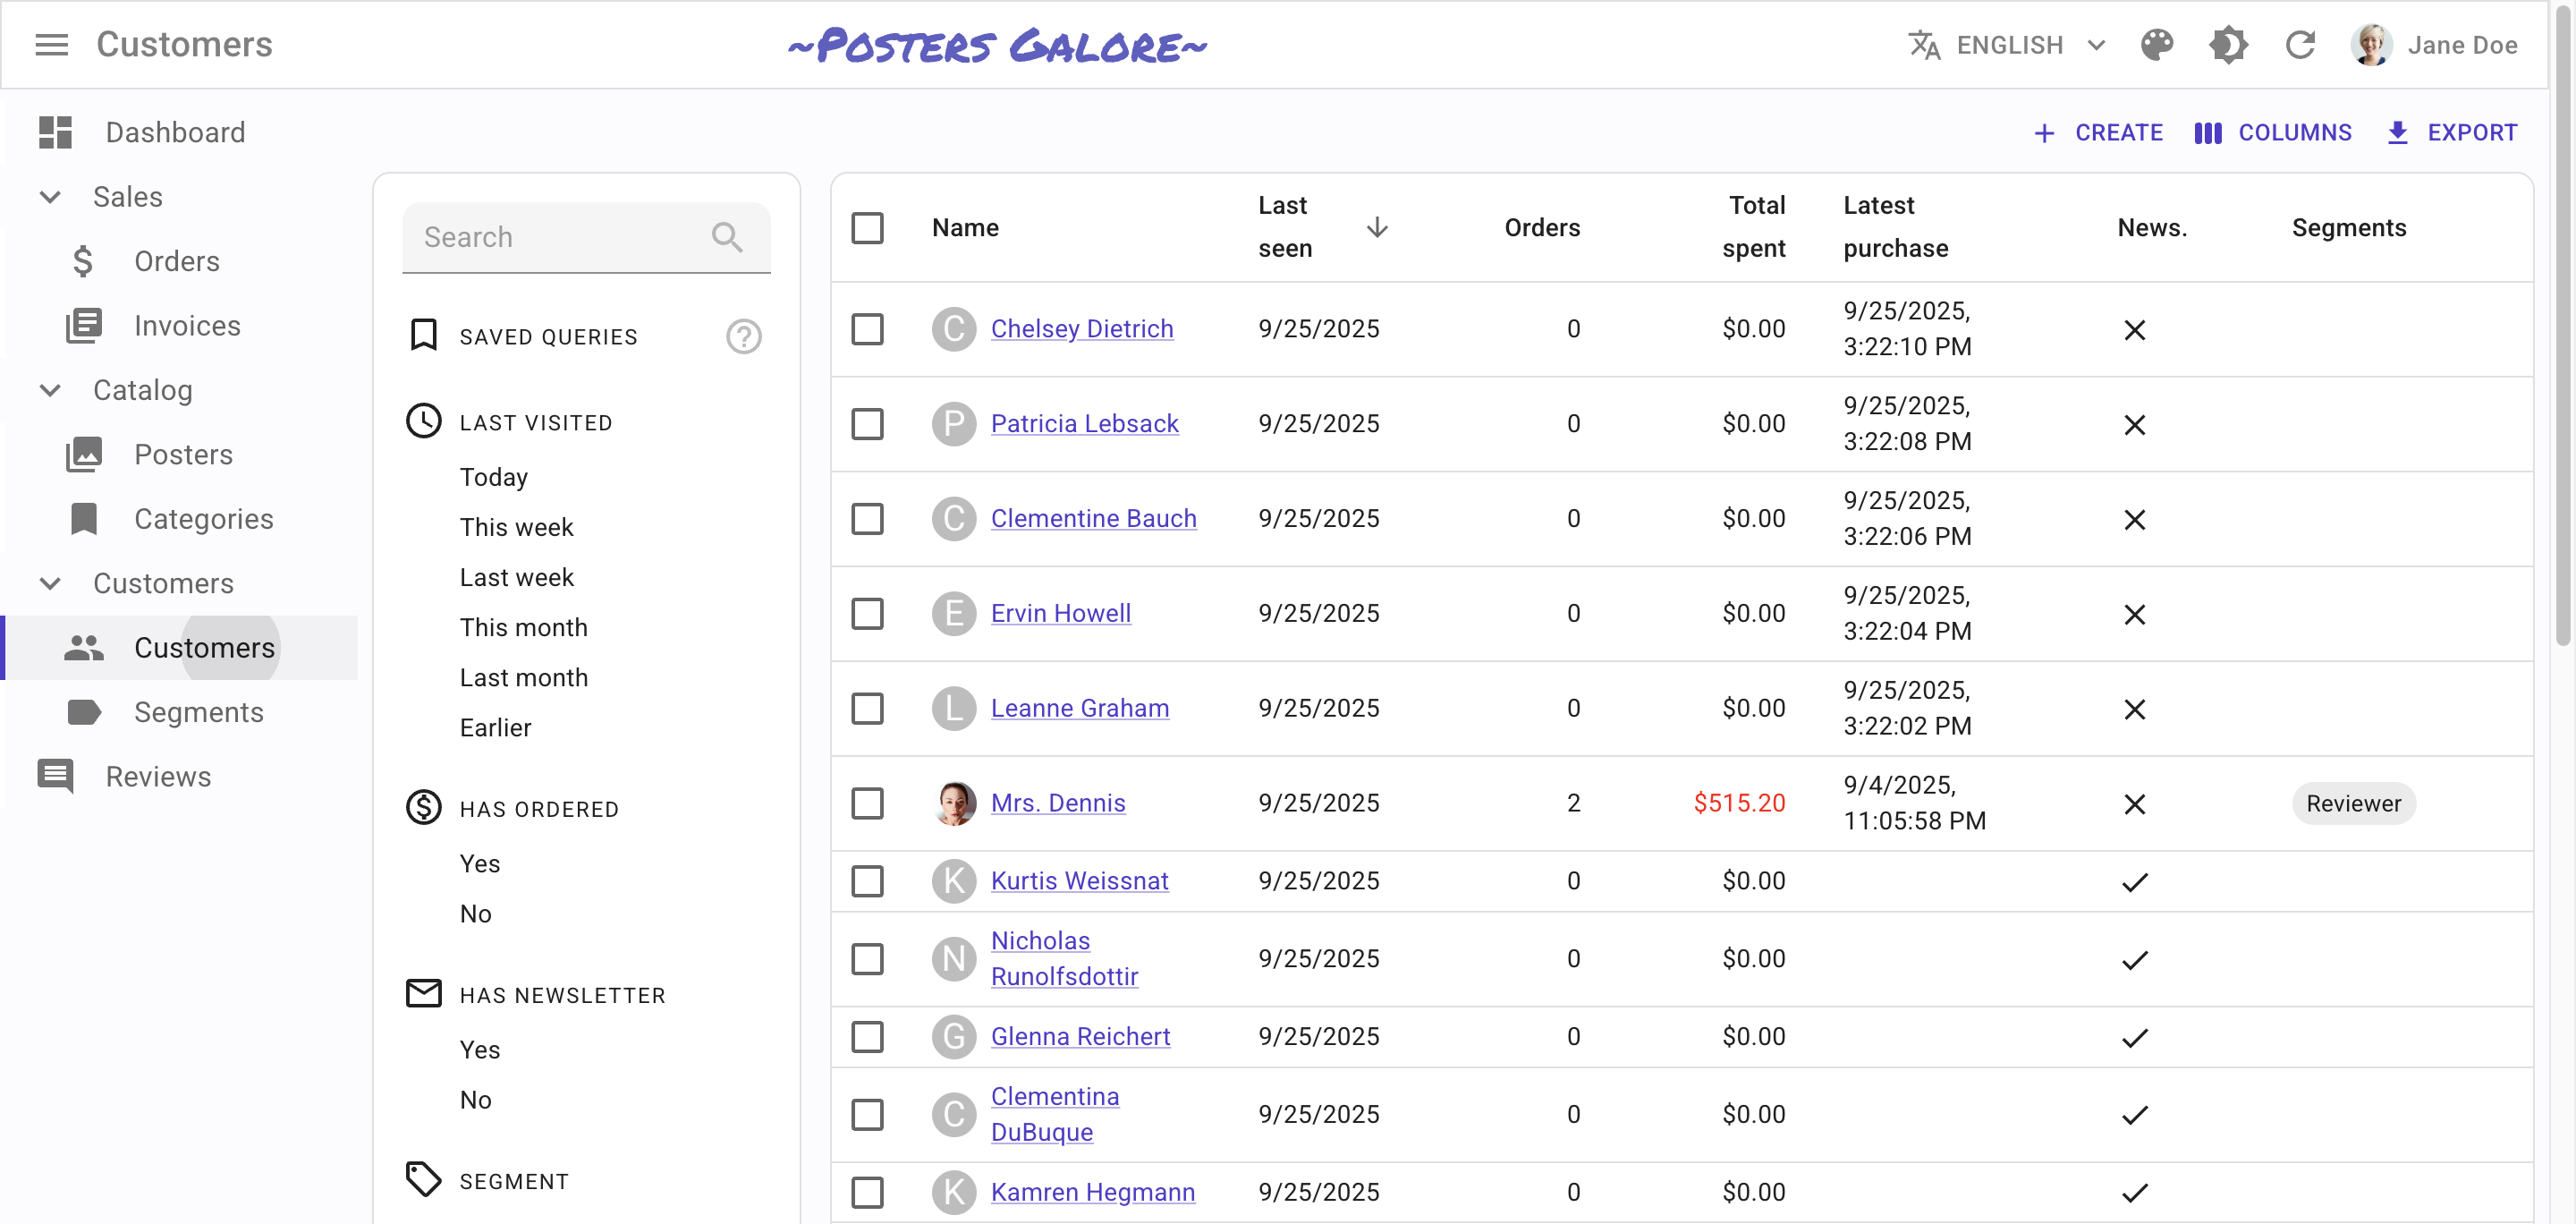 Customers
~Posters Galore~
ENGLISH
Jane Doe
Dashboard
Sales
Orders
Invoices
Catalog
Posters
Categories
Customers
Customers
Segments
Reviews
CREATE
COLUMNS
EXPORT
Search
SAVED QUERIES
?
LAST VISITED
Today
This week
Last week
This month
Last month
Earlier
HAS ORDERED
Yes
No
HAS NEWSLETTER
Yes
No
SEGMENT
Name
Last
seen
Orders
Total
spent
Latest
purchase
News.
Segments
C Chelsey Dietrich 9/25/2025 0 $0.00 9/25/2025,
3:22:10 PM
P Patricia Lebsack 9/25/2025 0 $0.00 9/25/2025,
3:22:08 PM
C Clementine Bauch 9/25/2025 0 $0.00 9/25/2025,
3:22:06 PM
E Ervin Howell 9/25/2025 0 $0.00 9/25/2025,
3:22:04 PM
L Leanne Graham 9/25/2025 0 $0.00 9/25/2025,
3:22:02 PM
Mrs. Dennis 9/25/2025 2 $515.20 9/4/2025,
11:05:58 PM
Reviewer
K Kurtis Weissnat 9/25/2025 0 $0.00
N Nicholas
Runolfsdottir 9/25/2025 0 $0.00
G Glenna Reichert 9/25/2025 0 $0.00
C Clementina
DuBuque 9/25/2025 0 $0.00
K Kamren Hegmann 9/25/2025 0 $0.00